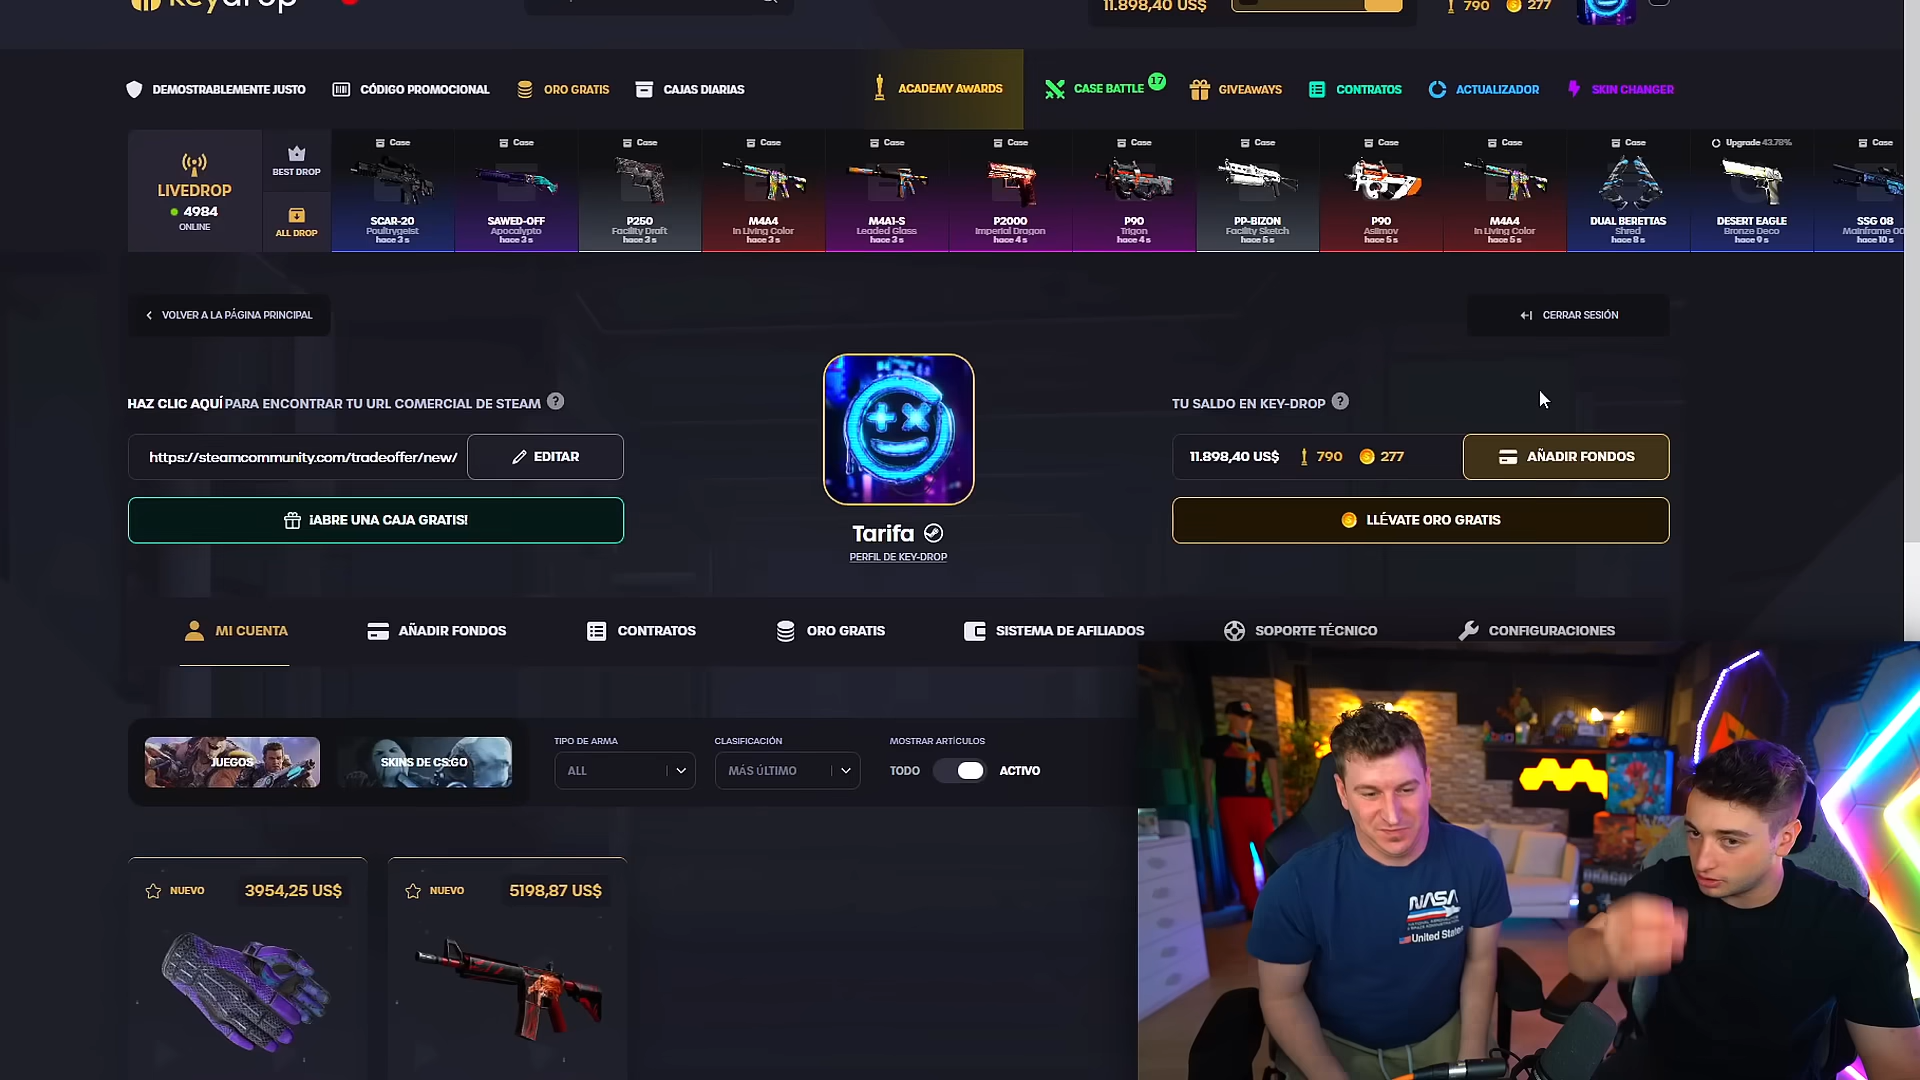 keydrop
11.898,40 US$
790
277
DEMOSTRABLEMENTE JUSTO
CÓDIGO PROMOCIONAL
ORO GRATIS
CAJAS DIARIAS
ACADEMY AWARDS
CASE BATTLE
17
GIVEAWAYS
CONTRATOS
ACTUALIZADOR
SKIN CHANGER
LIVEDROP
4984
ONLINE
BEST DROP
ALL DROP
Case
SCAR-20
Poultrygeist
hace 3 s
Case
SAWED-OFF
Apocalypto
hace 3 s
Case
P250
Facility Draft
hace 3 s
Case
M4A4
In Living Color
hace 3 s
Case
M4A1-S
Leaded Glass
hace 3 s
Case
P2000
Imperial Dragon
hace 4 s
Case
P90
Trigon
hace 4 s
Case
PP-BIZON
Facility Sketch
hace 5 s
Case
P90
Asiimov
hace 5 s
Case
M4A4
In Living Color
hace 5 s
Case
DUAL BERETTAS
Shred
hace 8 s
Upgrade 43.78%
DESERT EAGLE
Bronze Deco
hace 9 s
Case
SSG 08
Mainframe 00
hace 10 s
VOLVER A LA PÁGINA PRINCIPAL
CERRAR SESIÓN
HAZ CLIC AQUÍ PARA ENCONTRAR TU URL COMERCIAL DE STEAM ?
https://steamcommunity.com/tradeoffer/new/
EDITAR
¡ABRE UNA CAJA GRATIS!
Tarifa
PERFIL DE KEY-DROP
TU SALDO EN KEY-DROP ?
11.898,40 US$
790
277
AÑADIR FONDOS
LLÉVATE ORO GRATIS
MI CUENTA
AÑADIR FONDOS
CONTRATOS
ORO GRATIS
SISTEMA DE AFILIADOS
SOPORTE TÉCNICO
CONFIGURACIONES
JUEGOS
SKINS DE CS:GO
TIPO DE ARMA
ALL
CLASIFICACIÓN
MÁS ÚLTIMO
MOSTRAR ARTÍCULOS
TODO
ACTIVO
NUEVO
3954,25 US$
NUEVO
5198,87 US$
NASA
United States